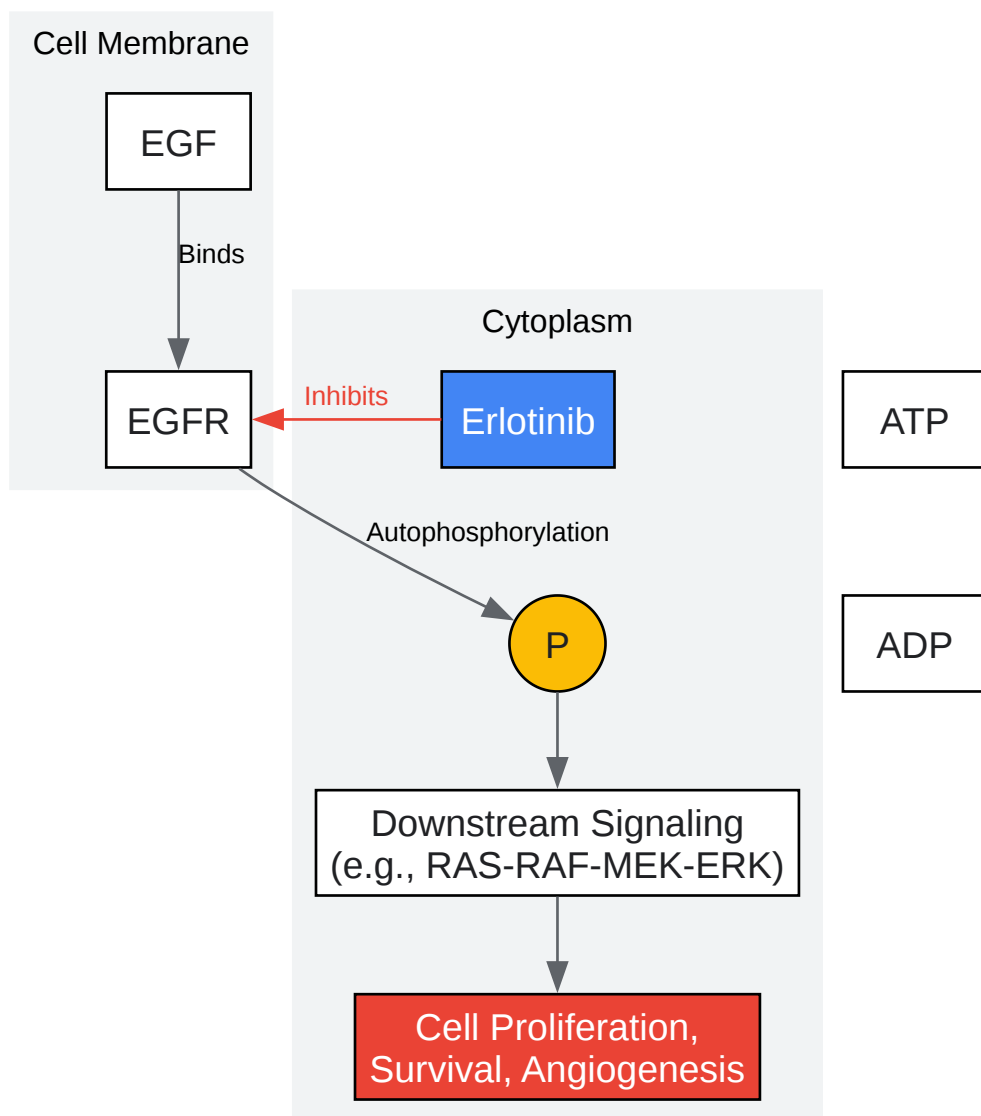 Cell Membrane
EGF
Binds
Cytoplasm
EGFR
Inhibits
Erlotinib
ATP
Autophosphorylation
P
ADP
Downstream Signaling
(e.g., RAS-RAF-MEK-ERK)
Cell Proliferation,
Survival, Angiogenesis